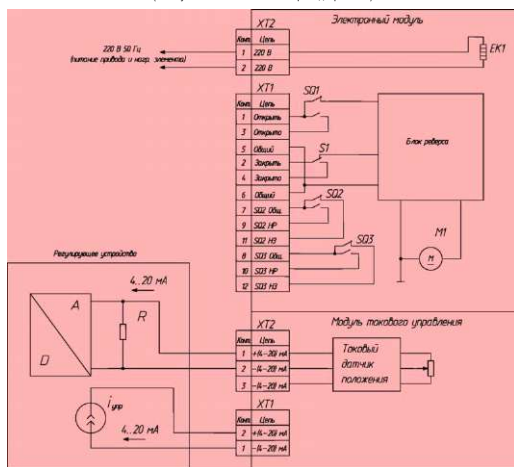 XT2
Электронный модуль
Конт. Цепь
220 В 50 Гц
(питание привода и нагр. элемента)
1 220 В
2 220 В
EK1
XT1
Конт. Цепь
1 Открыть
3 Открыто
5 Общий
2 Закрыть
4 Закрыто
6 Общий
7 SQ2 Общ.
9 SQ2 НР
11 SQ2 НЗ
8 SQ3 Общ.
10 SQ3 НР
12 SQ3 НЗ
SQ1
S1
SQ2
SQ3
Блок реверса
M1
М
Регулирующее устройство
4...20 мА
A
D
R
XT2
Модуль токового управления
Конт. Цепь
1 +(4-20) мА
2 -(4-20) мА
3 -(4-20) мА
Токовый
датчик
положения
i упр
4...20 мА
XT1
Конт. Цепь
2 +(4-20) мА
1 -(4-20) мА